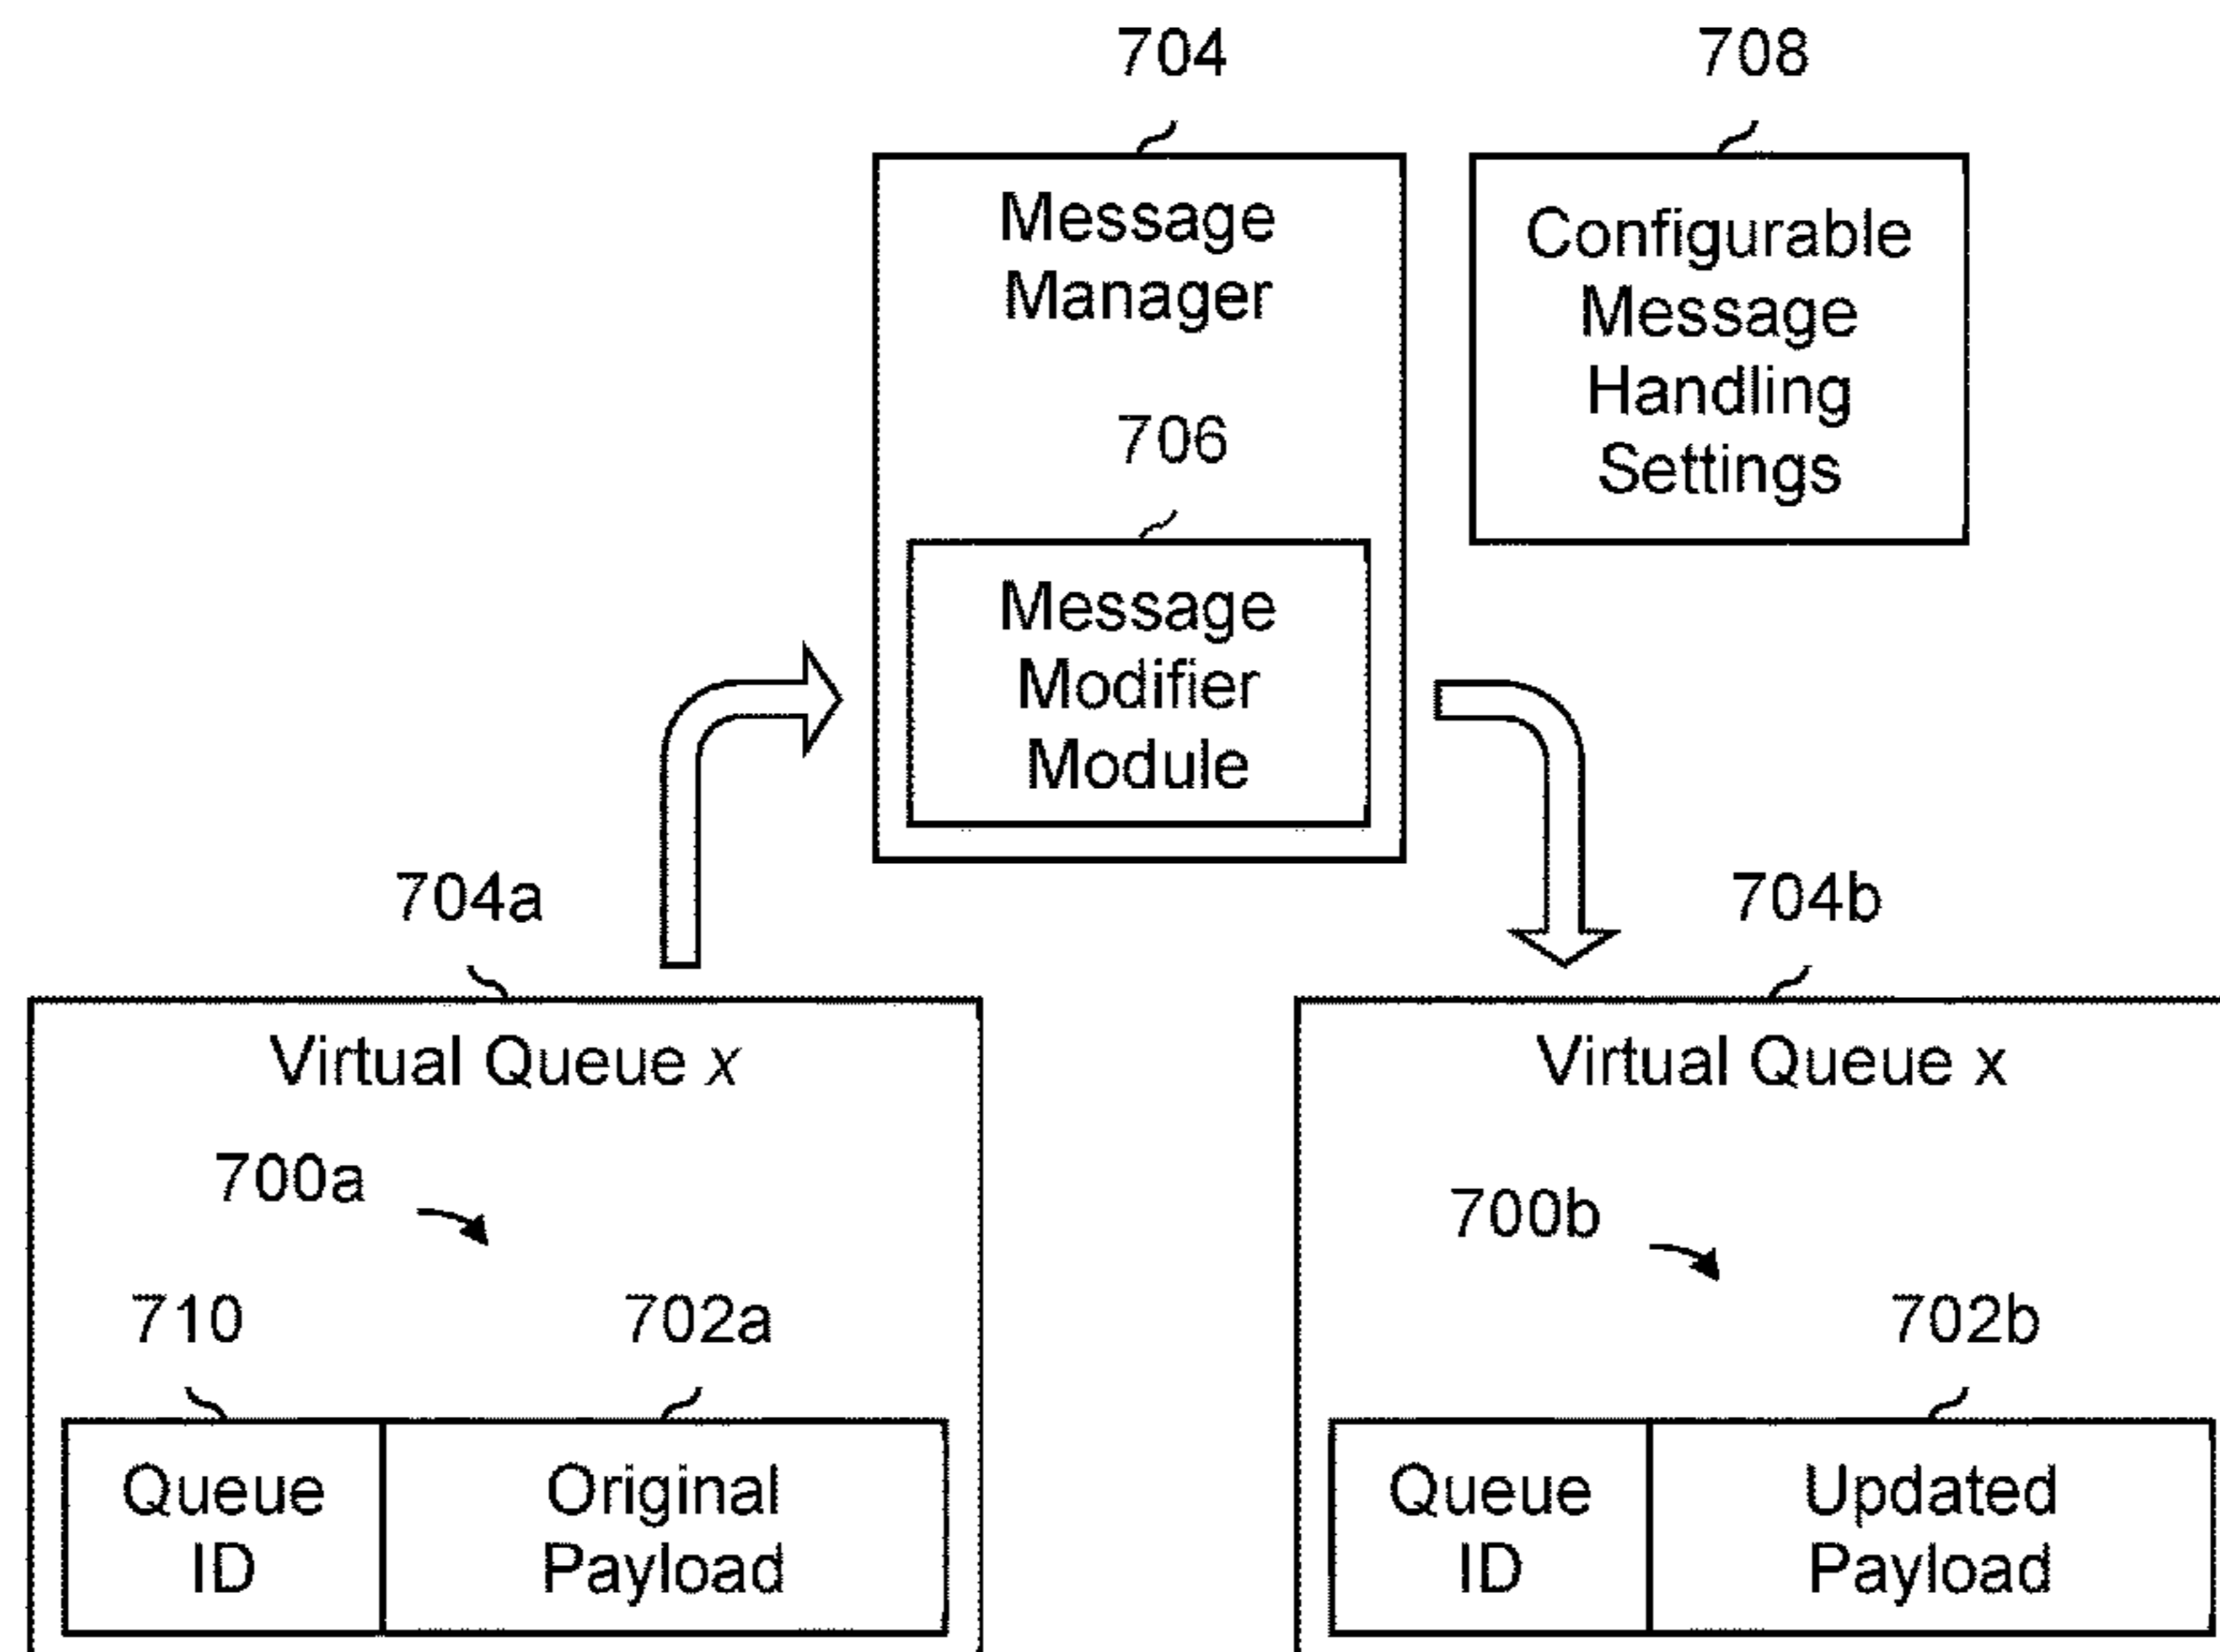 704
708
Message
Manager
Configurable
Message
Handling
Settings
706
Message
Modifier
Module
704a
704b
Virtual Queue x
Virtual Queue x
700a
700b
710
702a
702b
Queue
ID
Original
Payload
Queue
ID
Updated
Payload